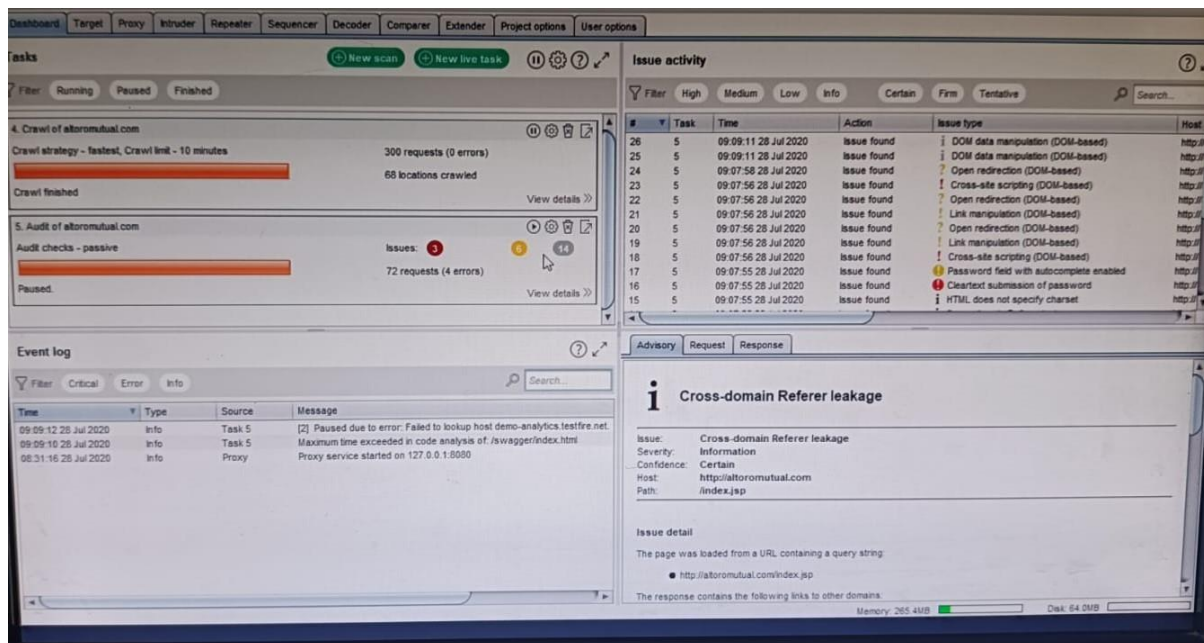 Dashboard Target Proxy Intruder Repeater Sequencer Decoder Comparer Extender Project options User options
Tasks
New scan
New live task
Filter Running Paused Finished
4. Crawl of altoromutual.com
Crawl strategy - fastest, Crawl limit - 10 minutes
300 requests (0 errors)
68 locations crawled
Crawl finished
View details
5. Audit of altoromutual.com
Audit checks - passive
Issues: 3 6 14
72 requests (4 errors)
Paused.
View details
Event log
Filter Critical Error Info
Search...
Time Type Source Message
09:09:12 28 Jul 2020 Info Task 5 [2] Paused due to error: Failed to lookup host demo-analytics.testfire.net.
09:09:10 28 Jul 2020 Info Task 5 Maximum time exceeded in code analysis of: /swagger/index.html
08:31:16 28 Jul 2020 Info Proxy Proxy service started on 127.0.0.1:8080
Issue activity
Filter High Medium Low Info Certain Firm Tentative
Search...
# Task Time Action Issue type Host
26 5 09:09:11 28 Jul 2020 Issue found DOM data manipulation (DOM-based) http://
25 5 09:09:11 28 Jul 2020 Issue found DOM data manipulation (DOM-based) http://
24 5 09:07:58 28 Jul 2020 Issue found Open redirection (DOM-based) http://
23 5 09:07:56 28 Jul 2020 Issue found Cross-site scripting (DOM-based) http://
22 5 09:07:56 28 Jul 2020 Issue found Open redirection (DOM-based) http://
21 5 09:07:56 28 Jul 2020 Issue found Link manipulation (DOM-based) http://
20 5 09:07:56 28 Jul 2020 Issue found Open redirection (DOM-based) http://
19 5 09:07:56 28 Jul 2020 Issue found Link manipulation (DOM-based) http://
18 5 09:07:56 28 Jul 2020 Issue found Cross-site scripting (DOM-based) http://
17 5 09:07:55 28 Jul 2020 Issue found Password field with autocomplete enabled http://
16 5 09:07:55 28 Jul 2020 Issue found Cleartext submission of password http://
15 5 09:07:55 28 Jul 2020 Issue found HTML does not specify charset http://
Advisory Request Response
Cross-domain Referer leakage
Issue: Cross-domain Referer leakage
Severity: Information
Confidence: Certain
Host: http://altoromutual.com
Path: /index.jsp
Issue detail
The page was loaded from a URL containing a query string:
http://altoromutual.com/index.jsp
The response contains the following links to other domains:
Memory: 265.4MB Disk: 64.0MB